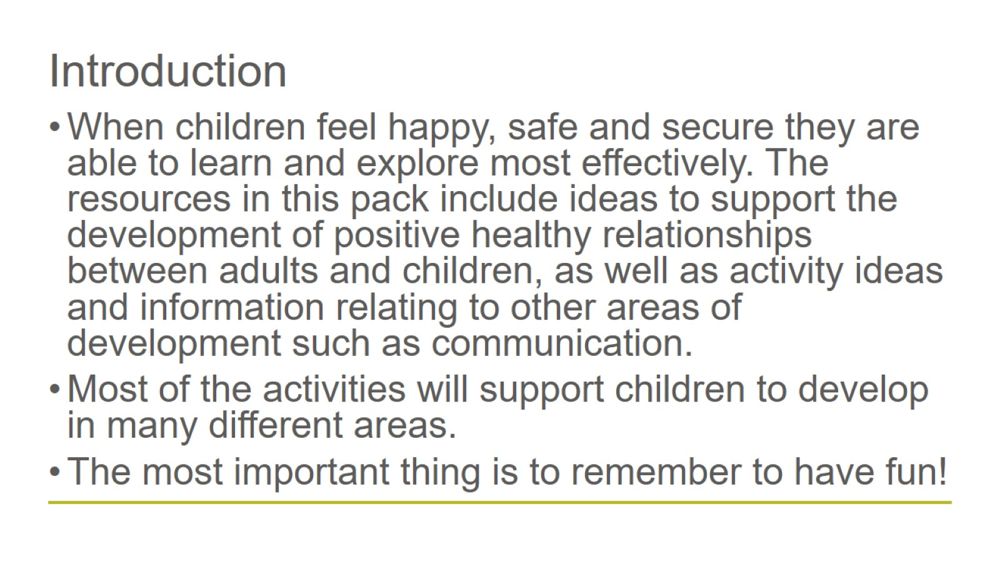 Introduction
• When children feel happy, safe and secure they are
able to learn and explore most effectively. The
resources in this pack include ideas to support the
development of positive healthy relationships
between adults and children, as well as activity ideas
and information relating to other areas of
development such as communication.
• Most of the activities will support children to develop
in many different areas.
• The most important thing is to remember to have fun!